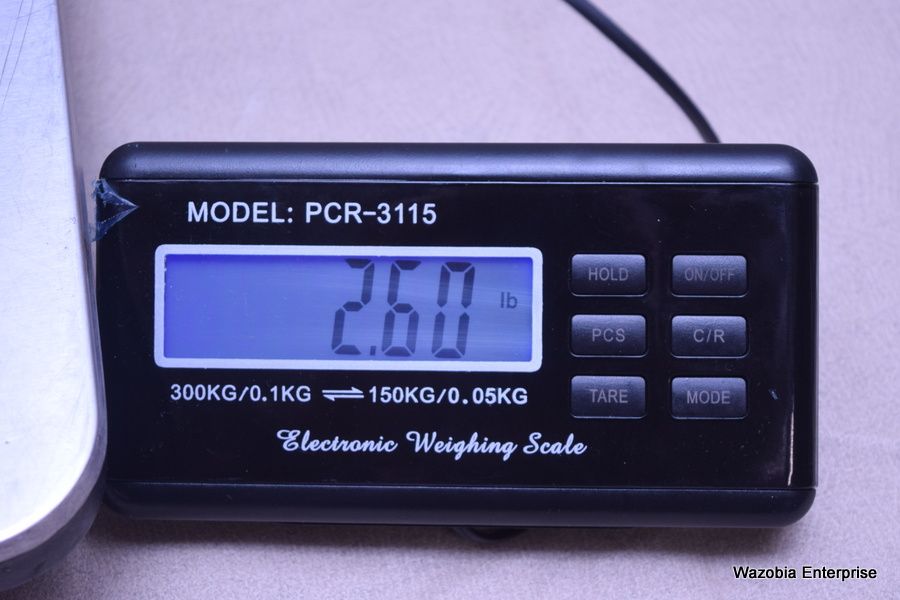 MODEL: PCR-3115
2.60 lb
HOLD ON/OFF
PCS C/R
TARE MODE
300KG/0.1KG ⇌ 150KG/0.05KG
Electronic Weighing Scale
Wazobia Enterprise